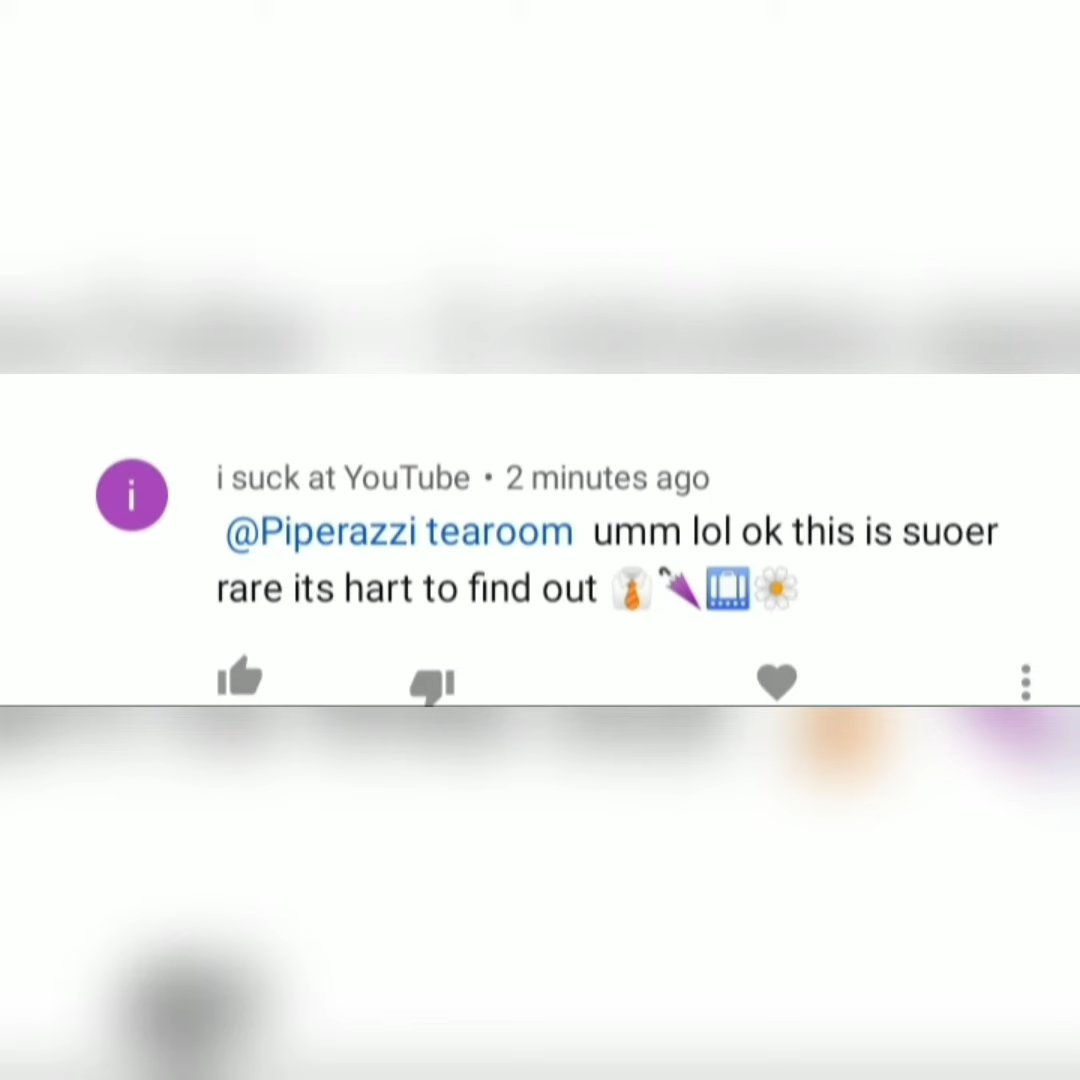 i
i suck at YouTube • 2 minutes ago
@Piperazzi tearoom umm lol ok this is suoer
rare its hart to find out 👔🌂🛄🌼